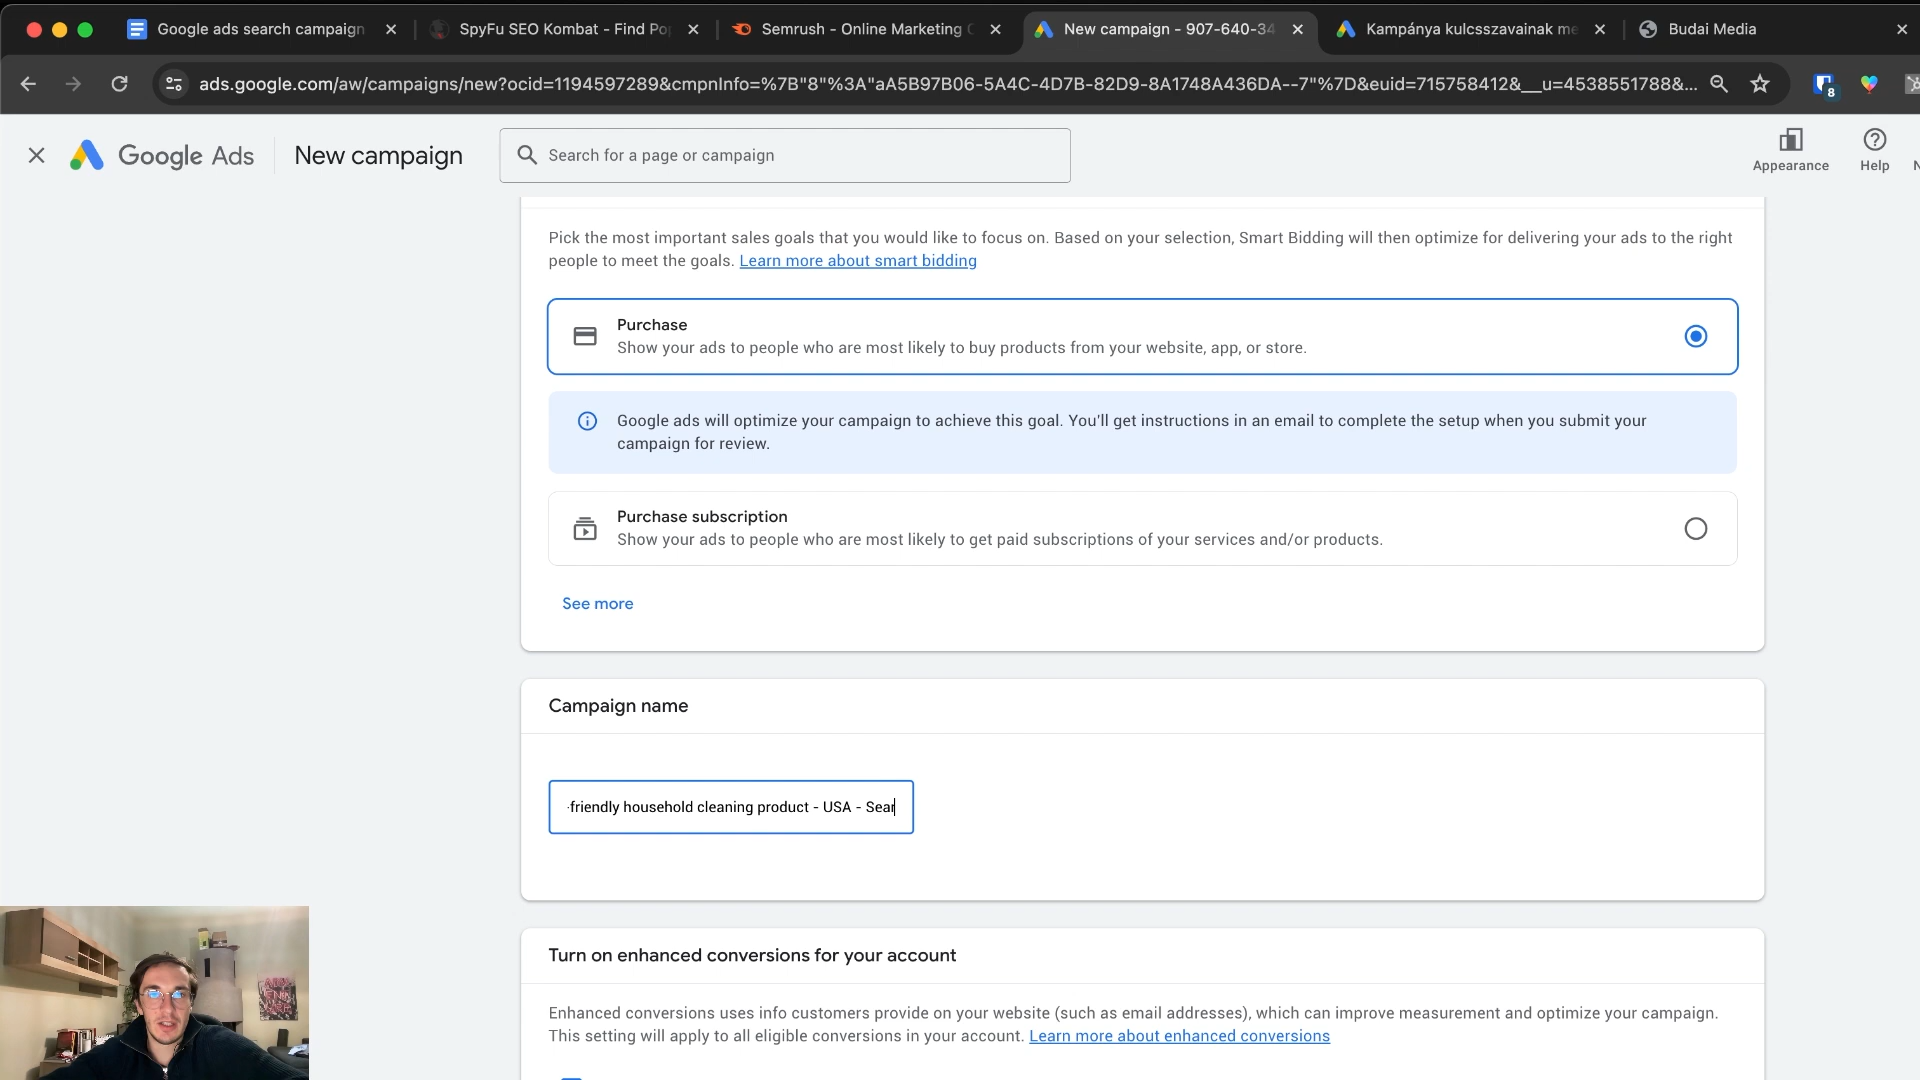 Google ads search campaign
SpyFu SEO Kombat - Find Pop
Semrush - Online Marketing
New campaign - 907-640-34
Kampánya kulcsszavainak me
Budai Media
ads.google.com/aw/campaigns/new?ocid=1194597289&cmpnInfo=%7B"8"%3A"aA5B97B06-5A4C-4D7B-82D9-8A1748A436DA--7"%7D&euid=715758412&__u=4538551788&...
8
Google Ads
New campaign
Search for a page or campaign
Appearance
Help
Pick the most important sales goals that you would like to focus on. Based on your selection, Smart Bidding will then optimize for delivering your ads to the right
people to meet the goals. Learn more about smart bidding
Purchase
Show your ads to people who are most likely to buy products from your website, app, or store.
Google ads will optimize your campaign to achieve this goal. You'll get instructions in an email to complete the setup when you submit your
campaign for review.
Purchase subscription
Show your ads to people who are most likely to get paid subscriptions of your services and/or products.
See more
Campaign name
-friendly household cleaning product - USA - Sear
Turn on enhanced conversions for your account
Enhanced conversions uses info customers provide on your website (such as email addresses), which can improve measurement and optimize your campaign.
This setting will apply to all eligible conversions in your account. Learn more about enhanced conversions